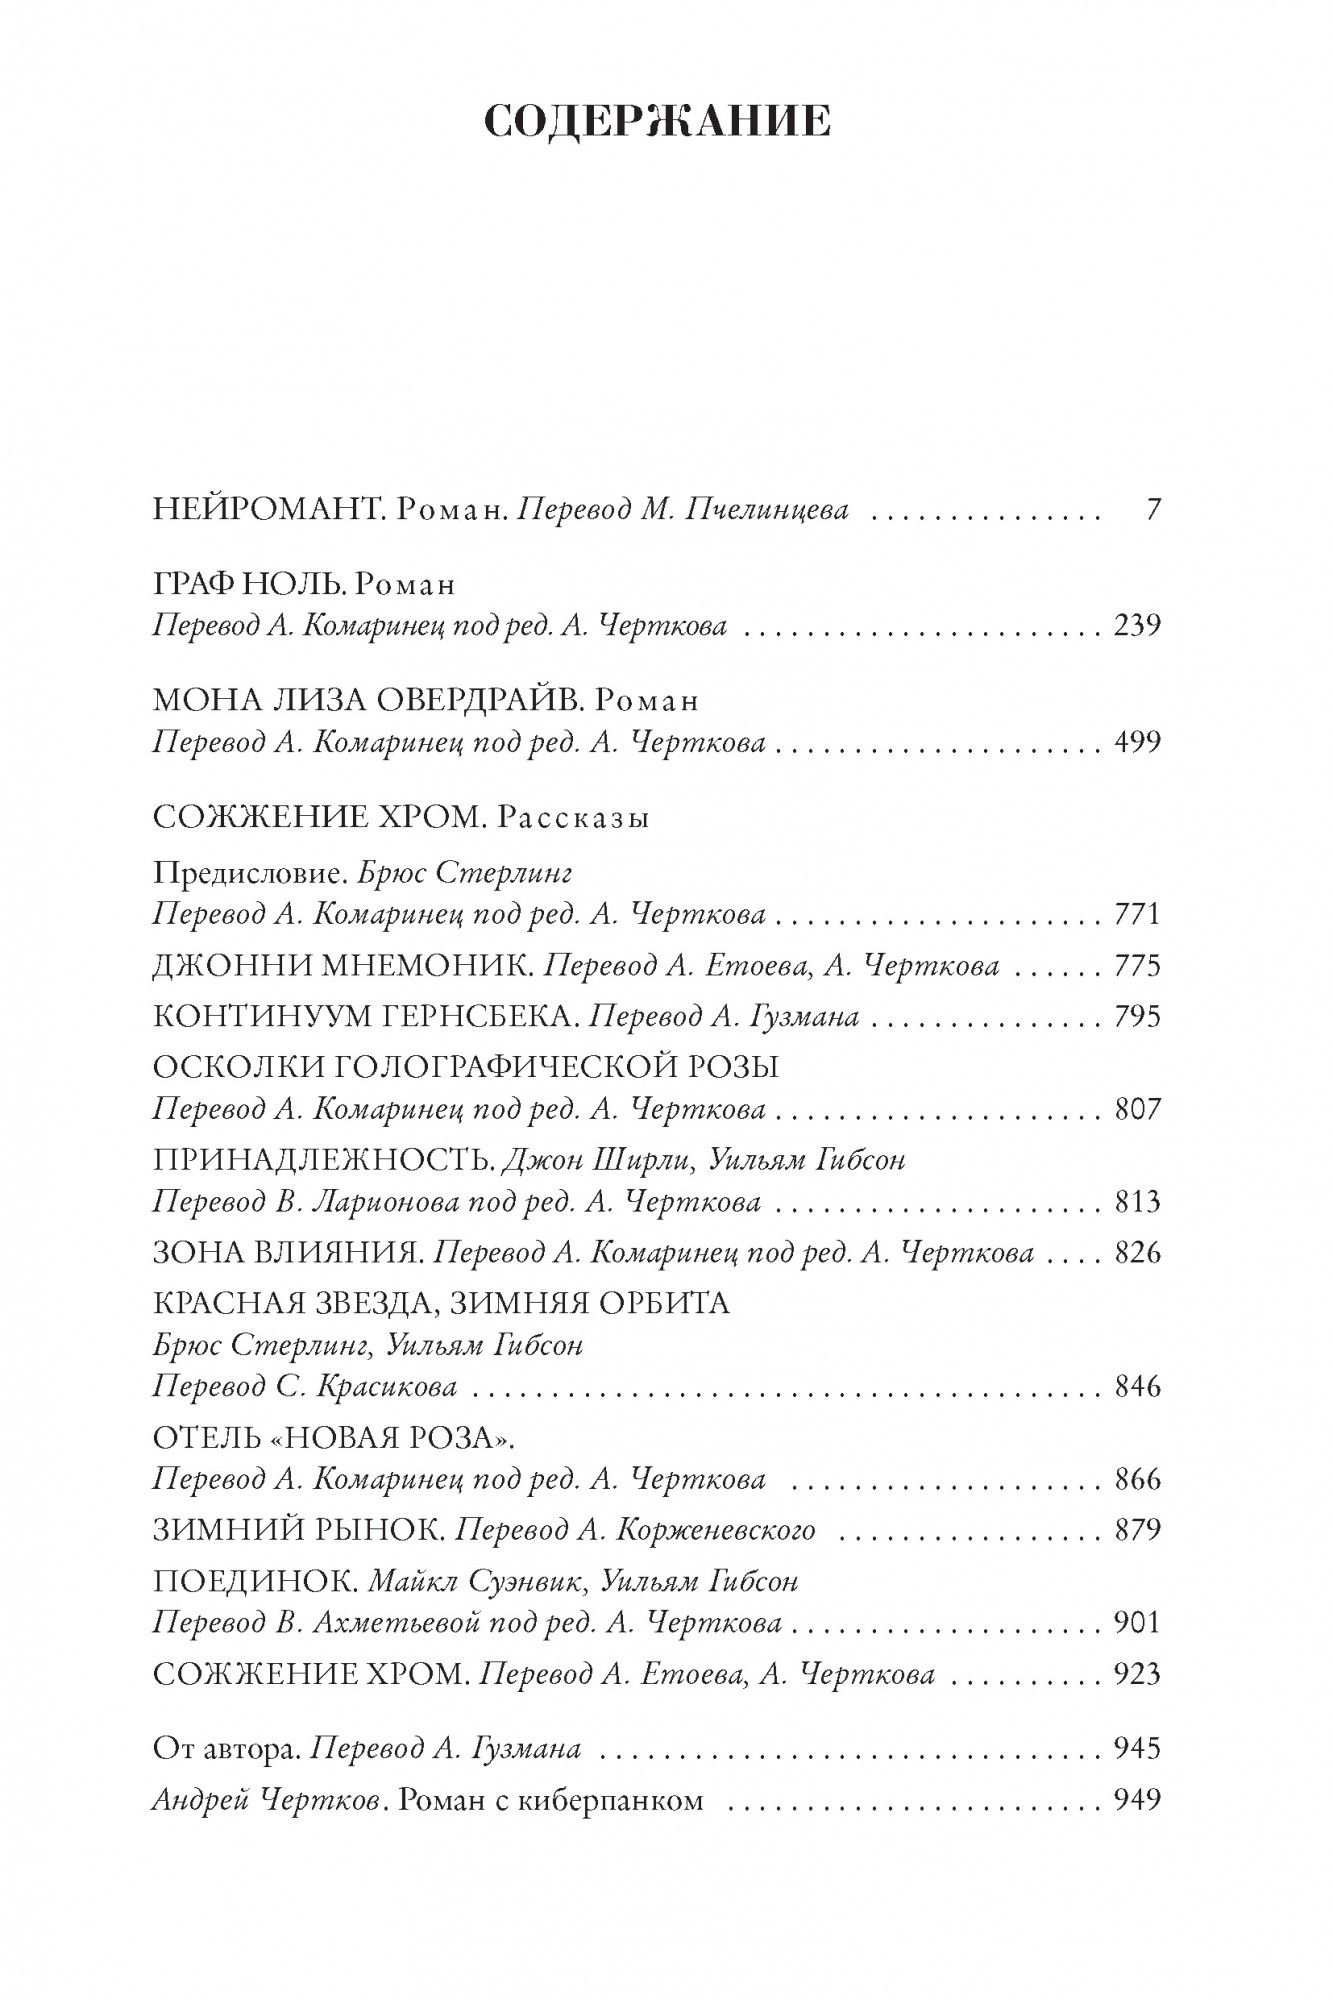 СОДЕРЖАНИЕ
НЕЙРОМАНТ. Роман. Перевод М. Пчелинцева . . . . . . . . . . . . . . . 7
ГРАФ НОЛЬ. Роман
Перевод А. Комаринец под ред. А. Черткова . . . . . . . . . . . . . . . . . . . . . . . 239
МОНА ЛИЗА ОВЕРДРАЙВ. Роман
Перевод А. Комаринец под ред. А. Черткова . . . . . . . . . . . . . . . . . . . . . 499
СОЖЖЕНИЕ ХРОМ. Рассказы
Предисловие. Брюс Стерлинг
Перевод А. Комаринец под ред. А. Черткова . . . . . . . . . . . . . . . . . . . . . 771
ДЖОННИ МНЕМОНИК. Перевод А. Етоева, А. Черткова . . . . . . 775
КОНТИНУУМ ГЕРНСБЕКА. Перевод А. Гузмана . . . . . . . . . . . . . . . 795
ОСКОЛКИ ГОЛОГРАФИЧЕСКОЙ РОЗЫ
Перевод А. Комаринец под ред. А. Черткова . . . . . . . . . . . . . . . . . . . . . 807
ПРИНАДЛЕЖНОСТЬ. Джон Ширли, Уильям Гибсон
Перевод В. Ларионова под ред. А. Черткова . . . . . . . . . . . . . . . . . . . . . 813
ЗОНА ВЛИЯНИЯ. Перевод А. Комаринец под ред. А. Черткова . . . . 826
КРАСНАЯ ЗВЕЗДА, ЗИМНЯЯ ОРБИТА
Брюс Стерлинг, Уильям Гибсон
Перевод С. Красикова . . . . . . . . . . . . . . . . . . . . . . . . . . . . . . . . . . . . . . . . 846
ОТЕЛЬ «НОВАЯ РОЗА».
Перевод А. Комаринец под ред. А. Черткова . . . . . . . . . . . . . . . . . . . . 866
ЗИМНИЙ РЫНОК. Перевод А. Корженевского . . . . . . . . . . . . . . . . . 879
ПОЕДИНОК. Майкл Суэнвик, Уильям Гибсон
Перевод В. Ахметьевой под ред. А. Черткова . . . . . . . . . . . . . . . . . . . . 901
СОЖЖЕНИЕ ХРОМ. Перевод А. Етоева, А. Черткова . . . . . . . . . . 923
От автора. Перевод А. Гузмана . . . . . . . . . . . . . . . . . . . . . . . . . . . . . . . . 945
Андрей Чертков. Роман с киберпанком . . . . . . . . . . . . . . . . . . . . . . . . 949